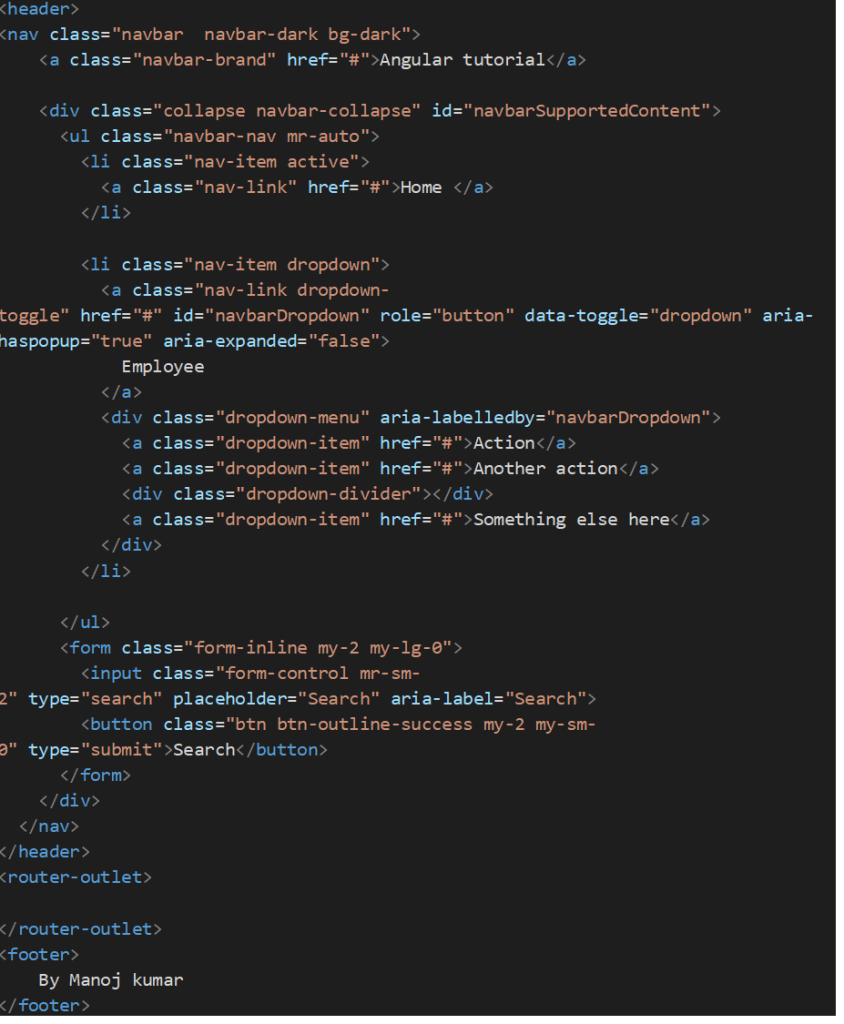 <header>
<nav class="navbar  navbar-dark bg-dark">
    <a class="navbar-brand" href="#">Angular tutorial</a>

    <div class="collapse navbar-collapse" id="navbarSupportedContent">
      <ul class="navbar-nav mr-auto">
        <li class="nav-item active">
          <a class="nav-link" href="#">Home </a>
        </li>

        <li class="nav-item dropdown">
          <a class="nav-link dropdown-
toggle" href="#" id="navbarDropdown" role="button" data-toggle="dropdown" aria-
haspopup="true" aria-expanded="false">
            Employee
          </a>
          <div class="dropdown-menu" aria-labelledby="navbarDropdown">
            <a class="dropdown-item" href="#">Action</a>
            <a class="dropdown-item" href="#">Another action</a>
            <div class="dropdown-divider"></div>
            <a class="dropdown-item" href="#">Something else here</a>
          </div>
        </li>

      </ul>
      <form class="form-inline my-2 my-lg-0">
        <input class="form-control mr-sm-
2" type="search" placeholder="Search" aria-label="Search">
        <button class="btn btn-outline-success my-2 my-sm-
0" type="submit">Search</button>
      </form>
    </div>
  </nav>
</header>
<router-outlet>

</router-outlet>
<footer>
    By Manoj kumar
</footer>